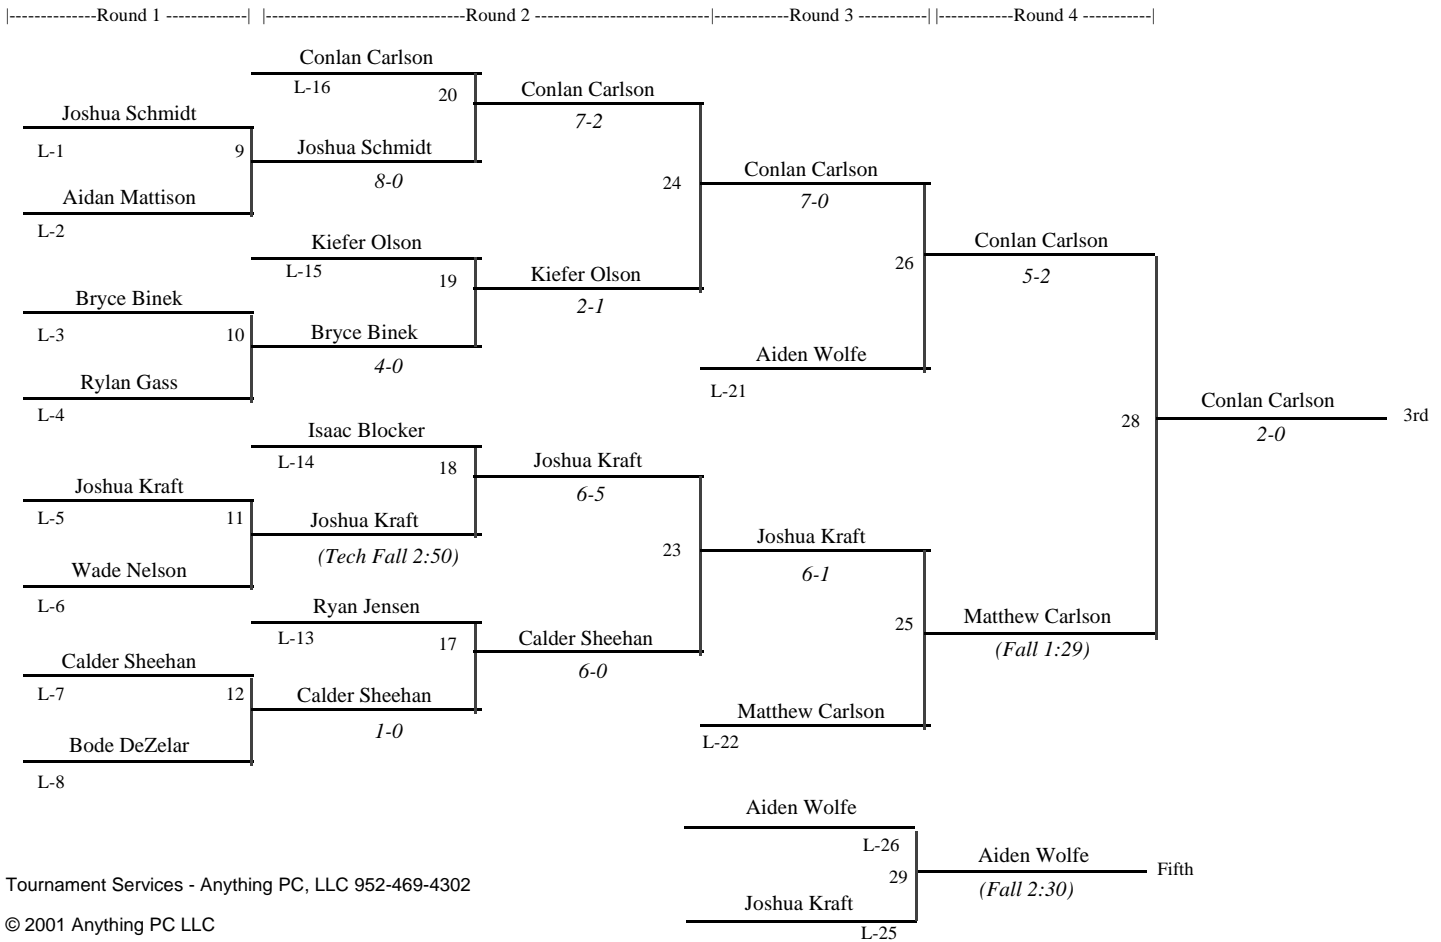 |-------------Round 1 -------------| |-------------------------------Round 2 ---------------------------|------------Round 3 -----------| |------------Round 4 -----------|
Conlan Carlson
L-16
20
Conlan Carlson
7-2
Joshua Schmidt
L-1
9
Joshua Schmidt
8-0
Aidan Mattison
L-2
24
Conlan Carlson
7-0
Kiefer Olson
L-15
19
Kiefer Olson
2-1
26
Conlan Carlson
5-2
Bryce Binek
L-3
10
Bryce Binek
4-0
Rylan Gass
L-4
Aiden Wolfe
L-21
28
Conlan Carlson
2-0
3rd
Isaac Blocker
L-14
18
Joshua Kraft
6-5
Joshua Kraft
L-5
11
Joshua Kraft
(Tech Fall 2:50)
Wade Nelson
L-6
23
Joshua Kraft
6-1
Ryan Jensen
L-13
17
Calder Sheehan
6-0
25
Matthew Carlson
(Fall 1:29)
Calder Sheehan
L-7
12
Calder Sheehan
1-0
Bode DeZelar
L-8
Matthew Carlson
L-22
Aiden Wolfe
L-26
29
Aiden Wolfe
(Fall 2:30)
Fifth
Joshua Kraft
L-25
Tournament Services - Anything PC, LLC 952-469-4302
© 2001 Anything PC LLC